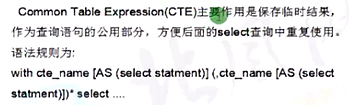 Common Table Expression(CTE)主要作用是保存临时结果,
作为查询语句的公用部分，方便后面的select查询中重复使用。
语法规则为:
with cte_name [AS (select statment)] (,cte_name [AS (select
statment)])* select ....